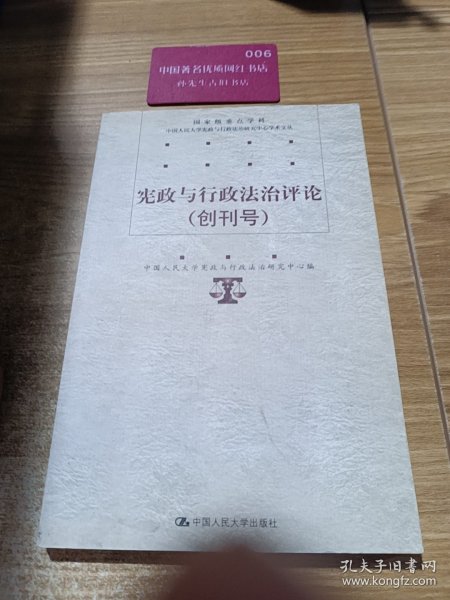 006
中国著名优质网红书店
孙先生古旧书店
国家级重点学科
中国人民大学宪政与行政法治研究中心学术文丛
宪政与行政法治评论
(创刊号)
中国人民大学宪政与行政法治研究中心编
中国人民大学出版社
孔夫子旧书网
www.kongfz.com